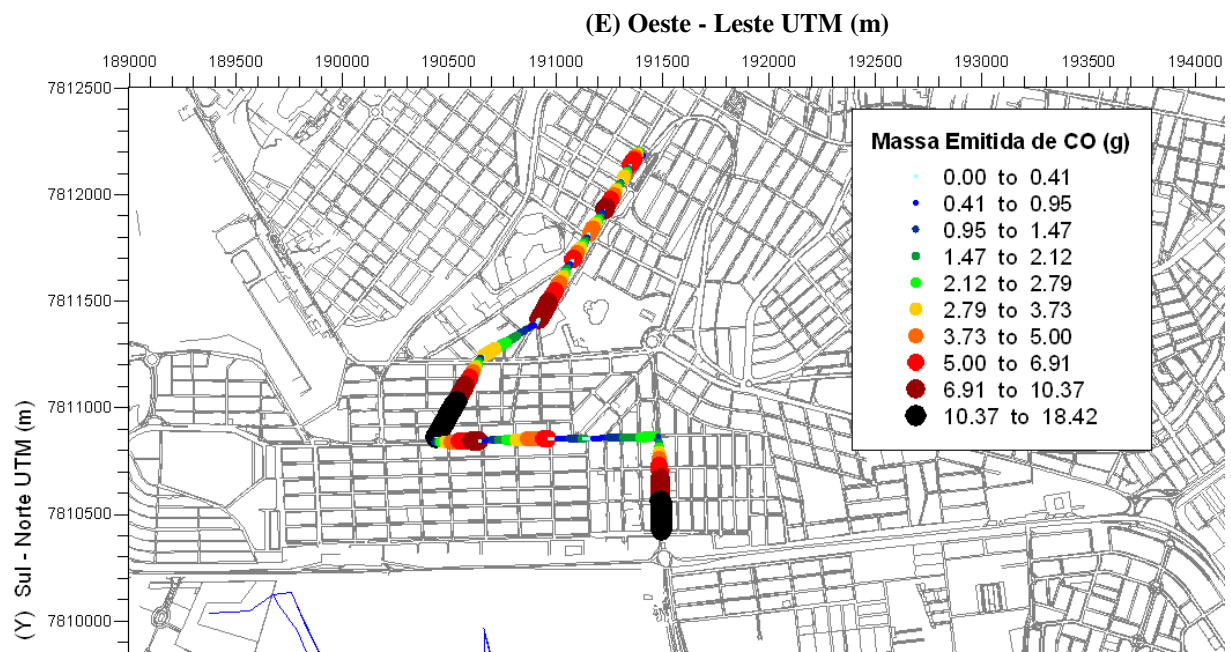 (E) Oeste - Leste UTM (m)
189000 189500 190000 190500 191000 191500 192000 192500 193000 193500 194000
7812500
Massa Emitida de CO (g)
0.00 to 0.41
7812000
0.41 to 0.95
0.95 to 1.47
1.47 to 2.12
2.12 to 2.79
7811500
2.79 to 3.73
3.73 to 5.00
5.00 to 6.91
6.91 to 10.37
7811000
10.37 to 18.42
7810500
7810000
(Y) Sul - Norte UTM (m)